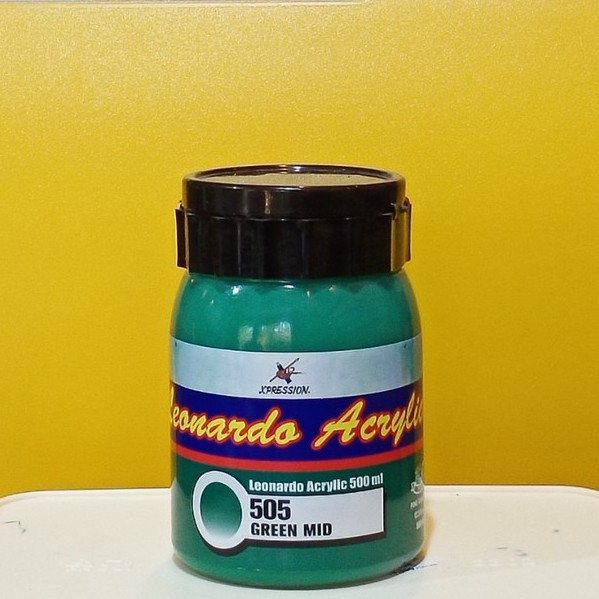 XPRESSION.
Leonardo Acrylic
Leonardo Acrylic 500 ml
505
GREEN MID